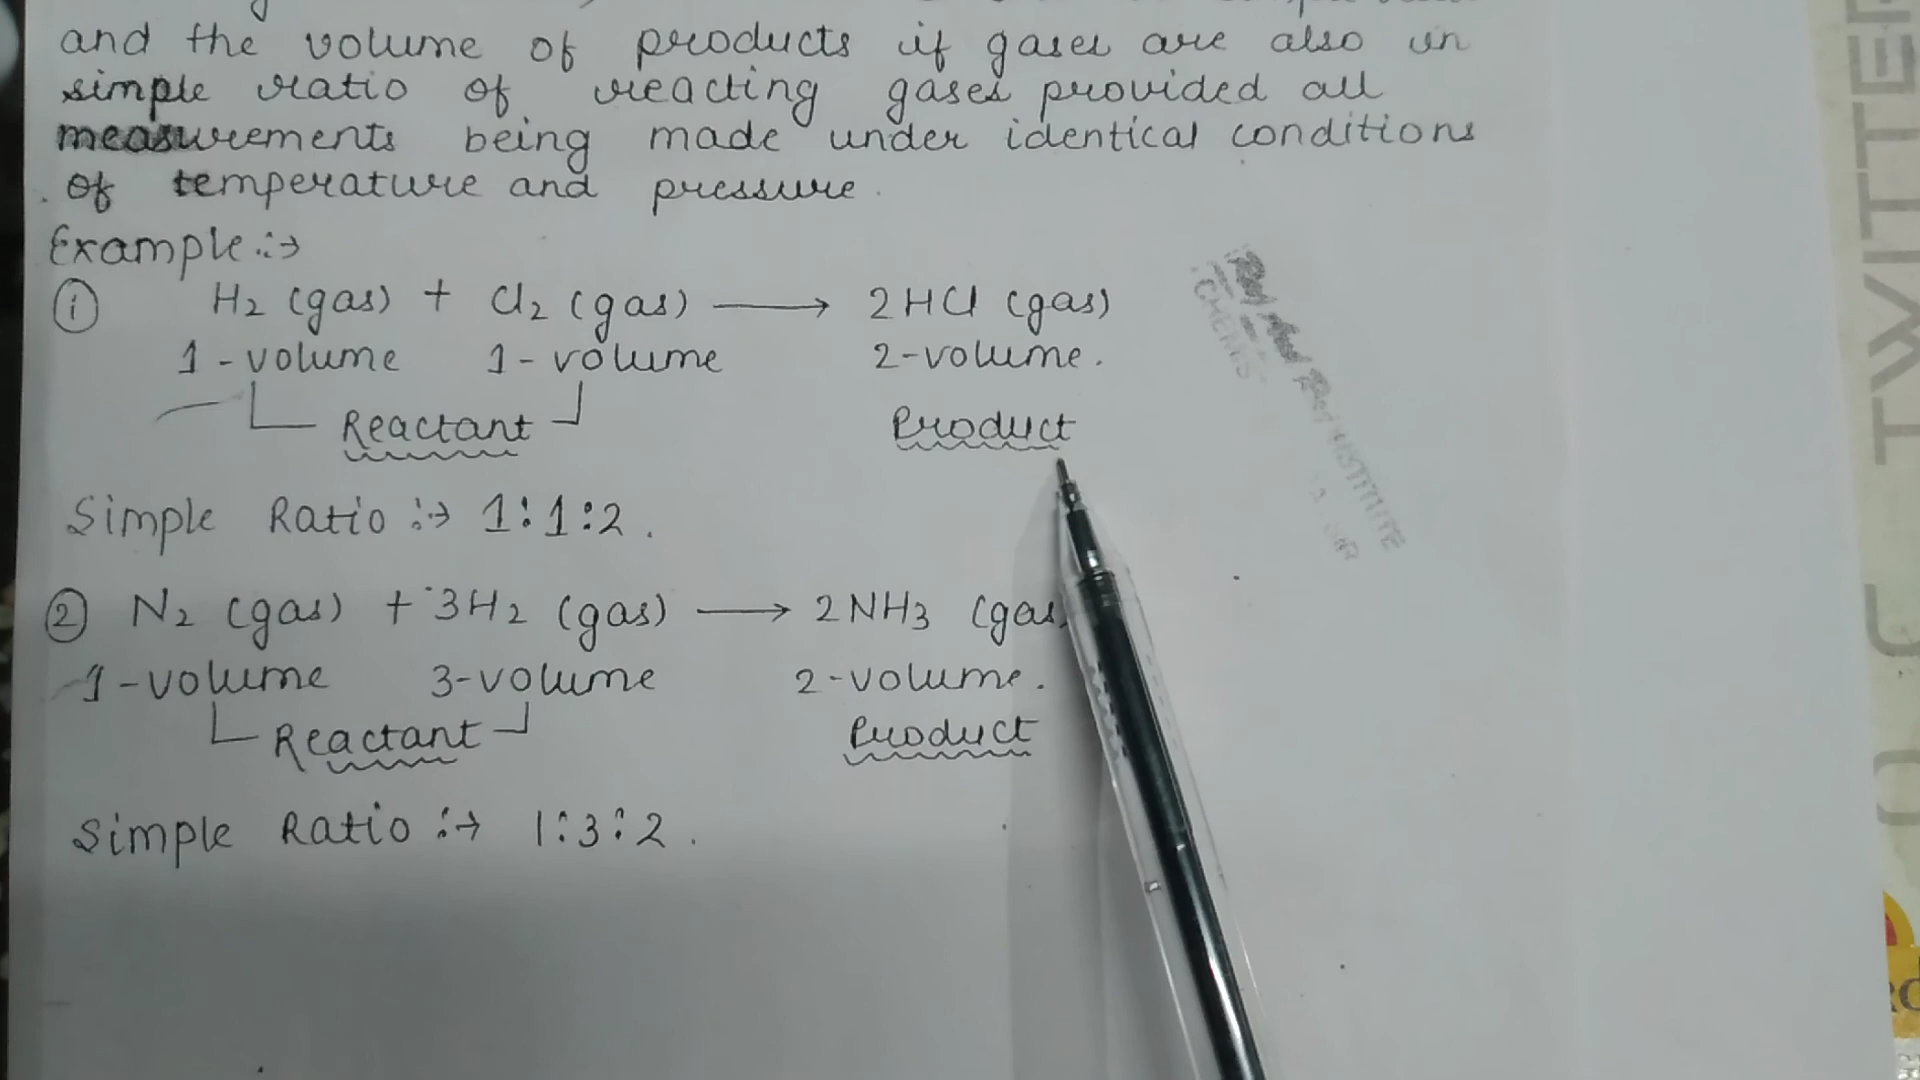 and the volume of products if gases are also in
simple ratio of reacting gases provided all
measurements being made under identical conditions
of temperature and pressure.
Example :→
① H₂ (gas) + Cl₂ (gas) ⟶ 2HCl (gas)
1-volume 1-volume 2-volume.
Reactant Product
Simple Ratio :→ 1:1:2.
② N₂ (gas) + 3H₂ (gas) ⟶ 2NH₃ (gas)
1-volume 3-volume 2-volume.
Reactant Product
Simple Ratio :→ 1:3:2.
INSTITUTE
TWITTER